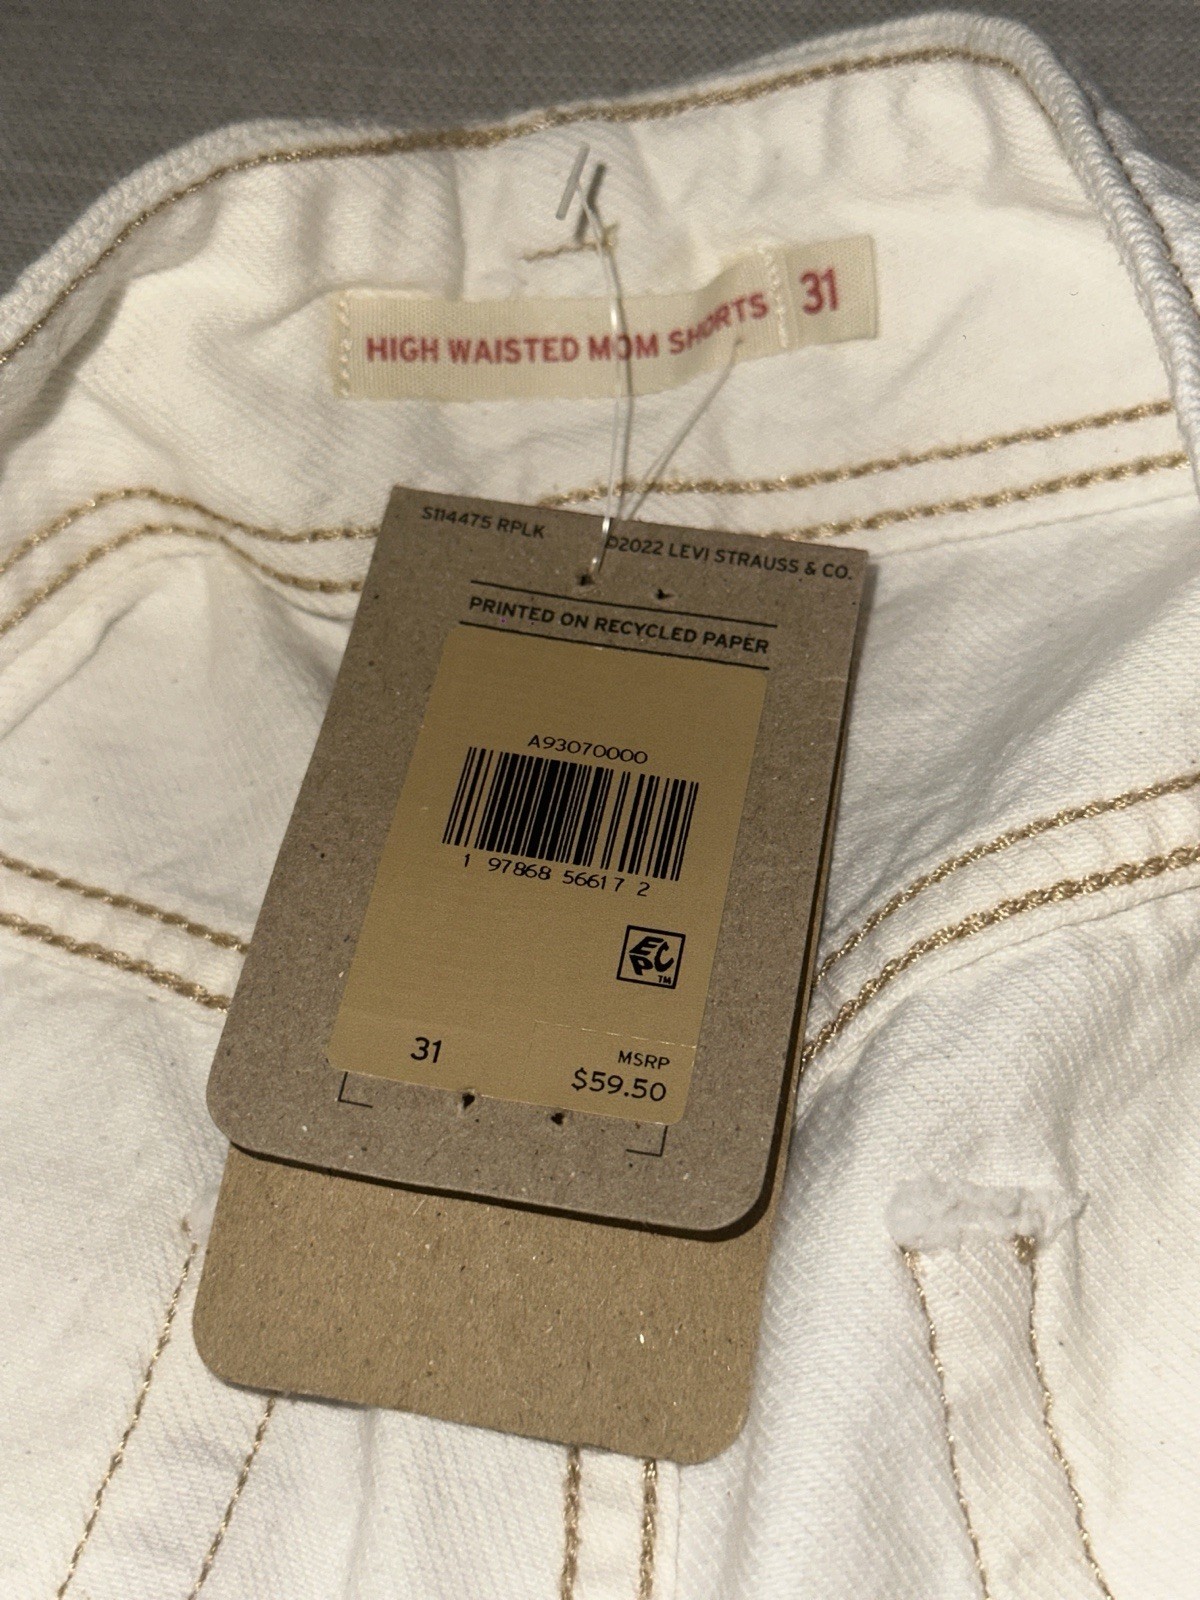 HIGH WAISTED MOM SHORTS 31
S114475 RPLK ©2022 LEVI STRAUSS & CO.
PRINTED ON RECYCLED PAPER
A93070000
1 97868 56617 2
EPC™
31
MSRP
$59.50